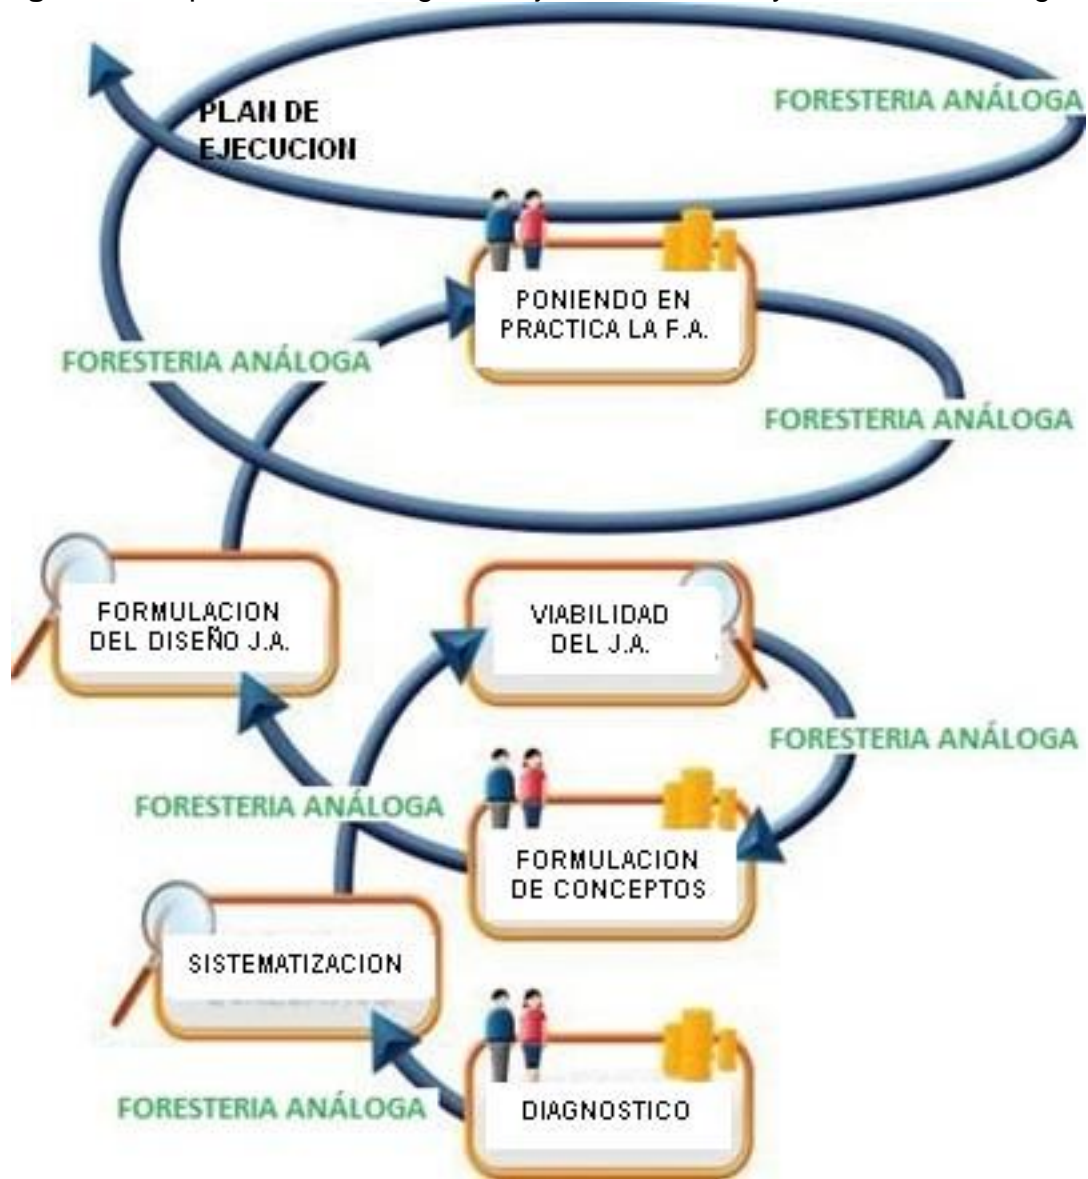 PLAN DE
EJECUCION
FORESTERIA ANÁLOGA
PONIENDO EN
PRACTICA LA F.A.
FORESTERIA ANÁLOGA
FORESTERIA ANÁLOGA
FORMULACION
DEL DISEÑO J.A.
VIABILIDAD
DEL J.A.
FORESTERIA ANÁLOGA
FORESTERIA ANÁLOGA
FORMULACION
DE CONCEPTOS
SISTEMATIZACION
FORESTERIA ANÁLOGA
DIAGNOSTICO